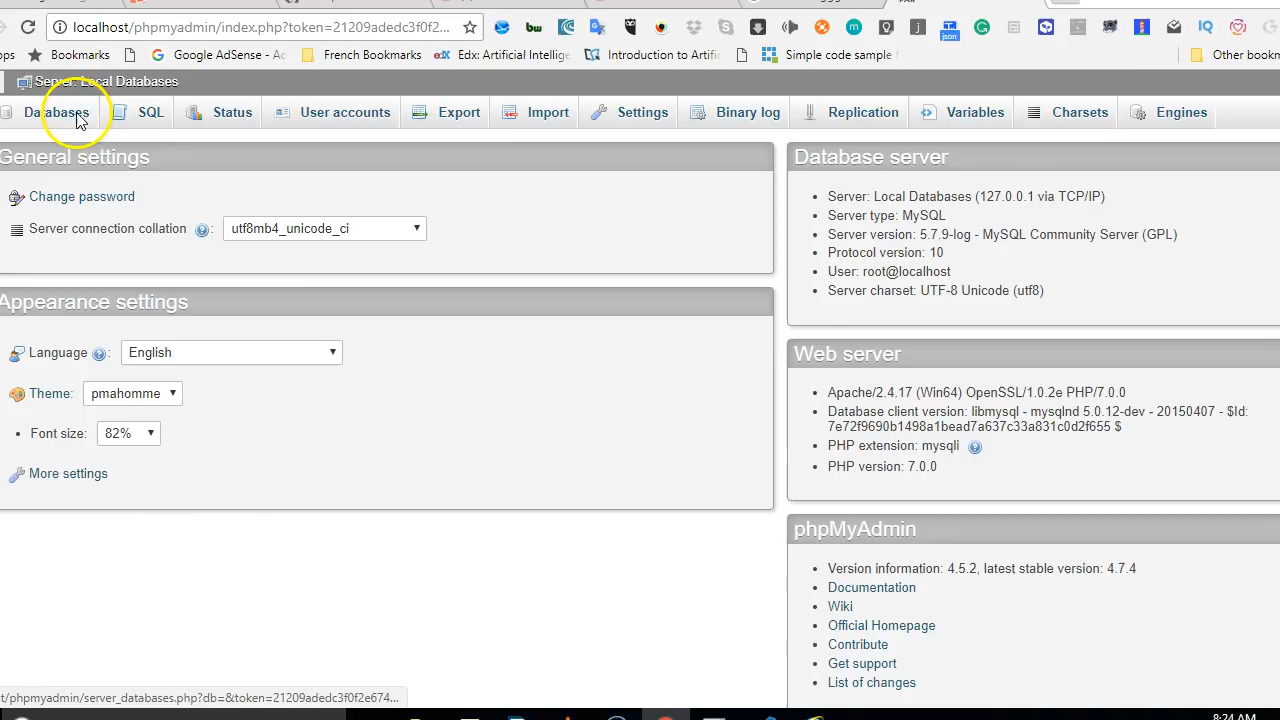 localhost/phpmyadmin/index.php?token=21209adedc3f0f2...
ops Bookmarks Google AdSense - Ac French Bookmarks Edx: Artificial Intellige Introduction to Artifi Simple code sample f Other bookm
Server: Local Databases
Databases SQL Status User accounts Export Import Settings Binary log Replication Variables Charsets Engines
General settings
Change password
Server connection collation : utf8mb4_unicode_ci
Appearance settings
Language : English
Theme: pmahomme
Font size: 82%
More settings
Database server
Server: Local Databases (127.0.0.1 via TCP/IP)
Server type: MySQL
Server version: 5.7.9-log - MySQL Community Server (GPL)
Protocol version: 10
User: root@localhost
Server charset: UTF-8 Unicode (utf8)
Web server
Apache/2.4.17 (Win64) OpenSSL/1.0.2e PHP/7.0.0
Database client version: libmysql - mysqlnd 5.0.12-dev - 20150407 - $Id:
7e72f9690b1498a1bead7a637c33a831c0d2f655 $
PHP extension: mysqli
PHP version: 7.0.0
phpMyAdmin
Version information: 4.5.2, latest stable version: 4.7.4
Documentation
Wiki
Official Homepage
Contribute
Get support
List of changes
t/phpmyadmin/server_databases.php?db=&token=21209adedc3f0f2e674...
8:24 AM